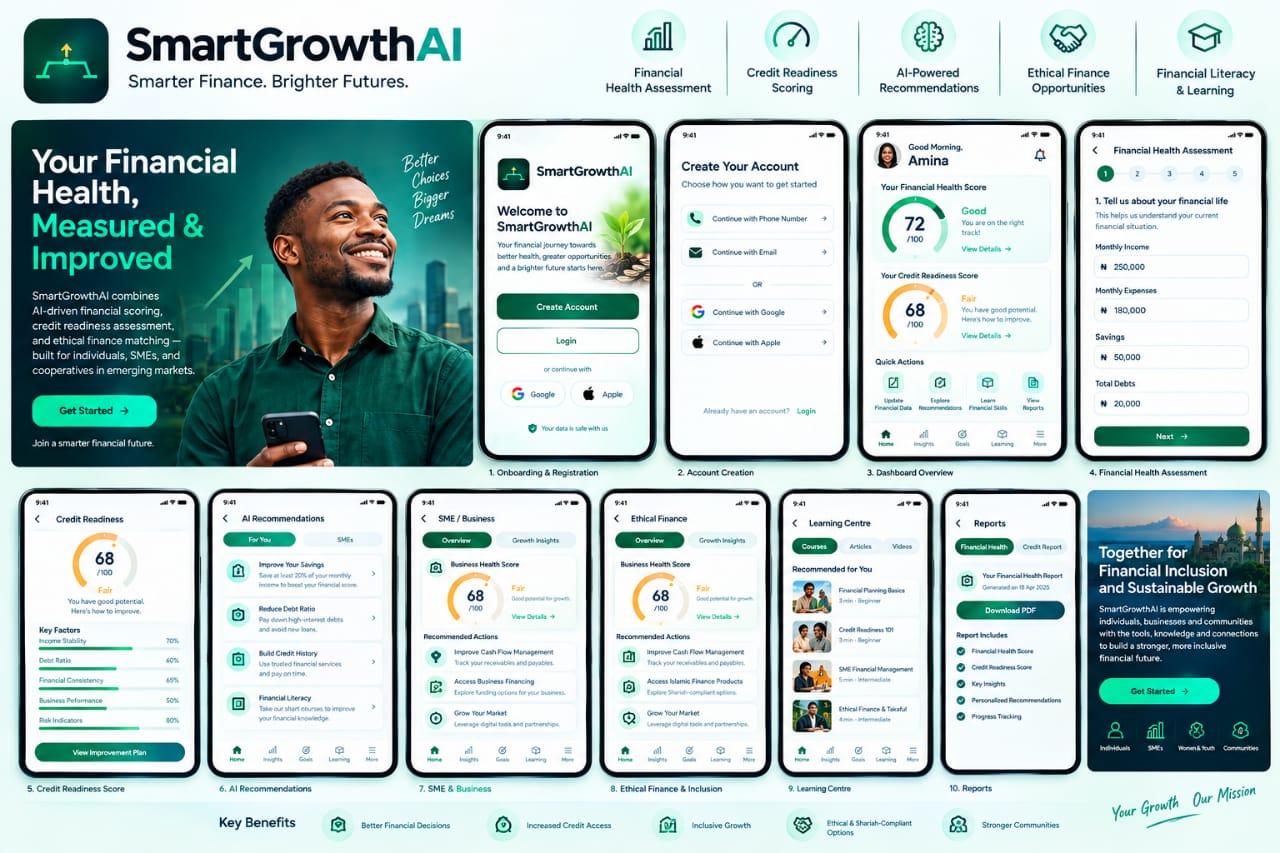 SmartGrowthAI
Smarter Finance. Brighter Futures.
Financial
Health Assessment
Credit Readiness
Scoring
AI-Powered
Recommendations
Ethical Finance
Opportunities
Financial Literacy
& Learning
Your Financial
Health,
Measured &
Improved
SmartGrowthAI combines
AI-driven financial scoring,
credit readiness assessment,
and ethical finance matching —
built for individuals, SMEs, and
cooperatives in emerging markets.
Get Started →
Join a smarter financial future.
Better
Choices
Bigger
Dreams
9:41
SmartGrowthAI
Welcome to
SmartGrowthAI
Your financial journey towards
better health, greater opportunities
and a brighter future starts here.
Create Account
Login
or continue with
Google
Apple
Your data is safe with us
1. Onboarding & Registration
9:41
Create Your Account
Choose how you want to get started
Continue with Phone Number →
Continue with Email →
OR
Continue with Google →
Continue with Apple →
Already have an account? Login
2. Account Creation
9:41
Good Morning,
Amina
Your Financial Health Score
72
/100
Good
You are on the right
track!
View Details →
Your Credit Readiness Score
68
/100
Fair
You have good potential.
Here's how to improve.
View Details →
Quick Actions
Update
Financial Data
Explore
Recommendations
Learn
Financial Skills
View
Reports
Home
Insights
Goals
Learning
More
3. Dashboard Overview
9:41
Financial Health Assessment
1
2
3
4
5
1. Tell us about your financial life
This helps us understand your current
financial situation.
Monthly Income
₦ 250,000
Monthly Expenses
₦ 180,000
Savings
₦ 50,000
Total Debts
₦ 20,000
Next →
4. Financial Health Assessment
9:41
Credit Readiness
68
/100
Fair
You have good potential.
Here's how to improve.
Key Factors
Income Stability 70%
Debt Ratio 60%
Financial Consistency 65%
Business Peformance 50%
Risk Indicators 80%
View Improvement Plan
5. Credit Readiness Score
9:41
AI Recommendations
For You
SMEs
Improve Your Savings
Save at least 20% of your monthly
income to boost your financial score.
Reduce Debt Ratio
Pay down high-interest debts
and avoid new loans.
Build Credit History
Use trusted financial services
and pay on time.
Financial Literacy
Take our short courses to improve
your financial knowledge.
Home
Insights
Goals
Learning
More
6. AI Recommendations
9:41
SME / Business
Overview
Growth Insights
Business Health Score
68
/100
Fair
Good potential for growth.
View Details →
Recommended Actions
Improve Cash Flow Management
Track your receivables and payables.
Access Business Financing
Explore funding options for your business.
Grow Your Market
Leverage digital tools and partnerships.
Home
Insights
Goals
Learning
More
7. SME & Business
9:41
Ethical Finance
Overview
Growth Insights
Business Health Score
68
/100
Fair
Good potential for growth.
View Details →
Recommended Actions
Improve Cash Flow Management
Track your receivables and payables.
Access Islamic Finance Products
Explore Shariah-compliant options.
Grow Your Market
Leverage digital tools and partnerships.
Home
Insights
Goals
Learning
More
8. Ethical Finance & Inclusion
9:41
Learning Centre
Courses
Articles
Videos
Recommended for You
Financial Planning Basics
3 min · Beginner
Credit Readiness 101
3 min · Beginner
SME Financial Management
5 min · Intermediate
Ethical Finance & Takaful
4 min · Intermediate
Home
Insights
Goals
Learning
More
9. Learning Centre
9:41
Reports
Financial Health
Credit Report
Your Financial Health Report
Generated on 18 Apr 2025
Download PDF
Report Includes
Financial Health Score
Credit Readiness Score
Key Insights
Personalized Recommendations
Progress Tracking
10. Reports
Together for
Financial Inclusion
and Sustainable Growth
SmartGrowthAI is empowering
individuals, businesses and communities
with the tools, knowledge and connections
to build a stronger, more inclusive
financial future.
Get Started →
Individuals
SMEs
Women & Youth
Communities
Key Benefits
Better Financial Decisions
Increased Credit Access
Inclusive Growth
Ethical & Shariah-Compliant
Options
Stronger Communities
Your Growth Our Mission